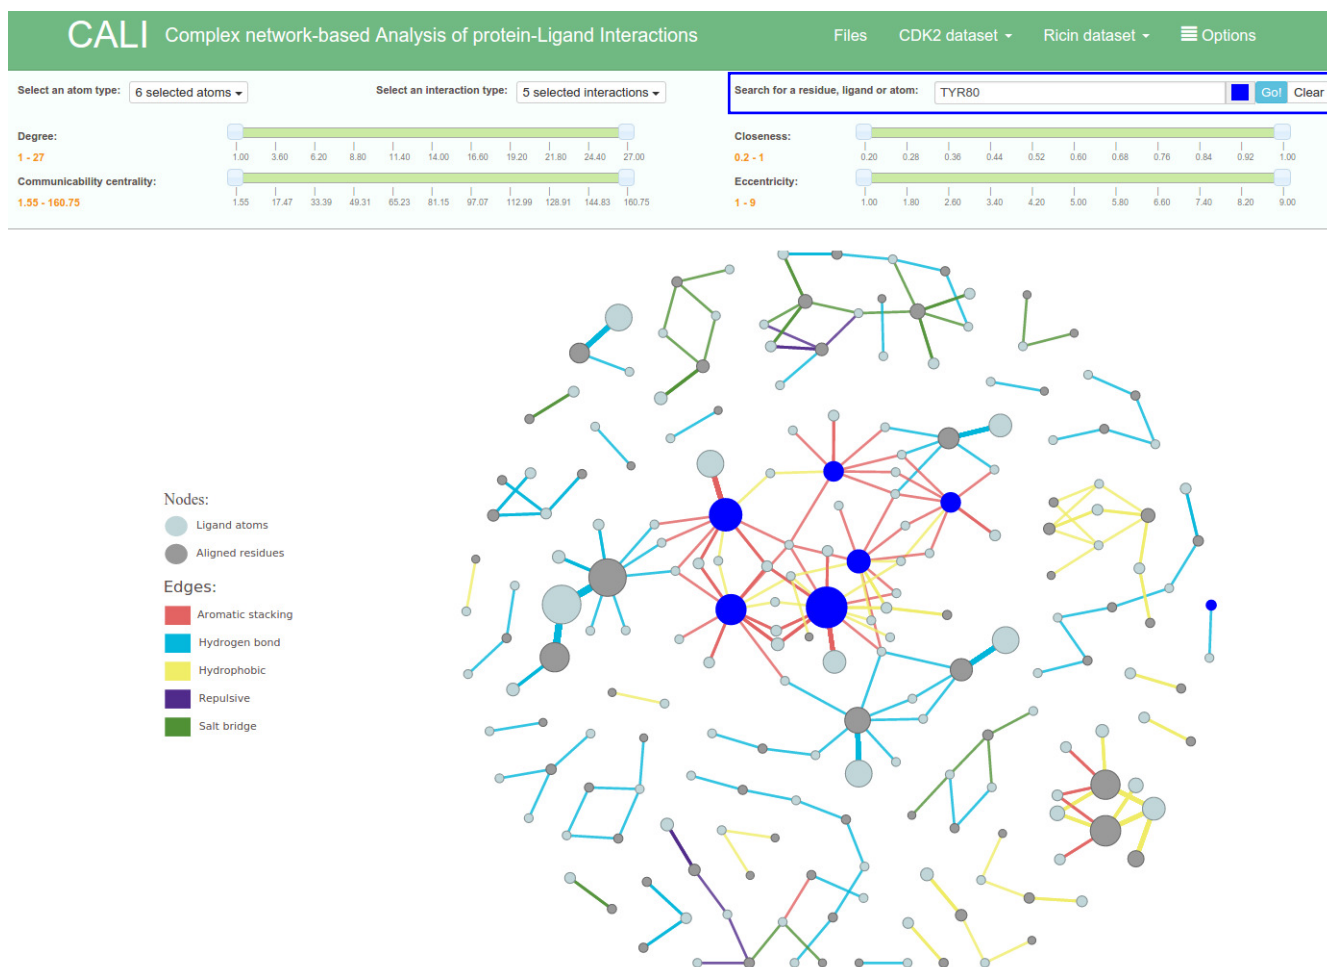 CALI Complex network-based Analysis of protein-Ligand Interactions Files CDK2 dataset Ricin dataset Options
Select an atom type: 6 selected atoms Select an interaction type: 5 selected interactions Search for a residue, ligand or atom: TYR80 Go! Clear
Degree: Closeness:
1 - 27 1.00 3.60 6.20 8.80 11.40 14.00 16.60 19.20 21.80 24.40 27.00 0.2 - 1 0.20 0.28 0.36 0.44 0.52 0.60 0.68 0.76 0.84 0.92 1.00
Communicability centrality: Eccentricity:
1.55 - 160.75 1.55 17.47 33.39 49.31 65.23 81.15 97.07 112.99 128.91 144.83 160.75 1 - 9 1.00 1.80 2.60 3.40 4.20 5.00 5.80 6.60 7.40 8.20 9.00
Nodes:
Ligand atoms
Aligned residues
Edges:
Aromatic stacking
Hydrogen bond
Hydrophobic
Repulsive
Salt bridge